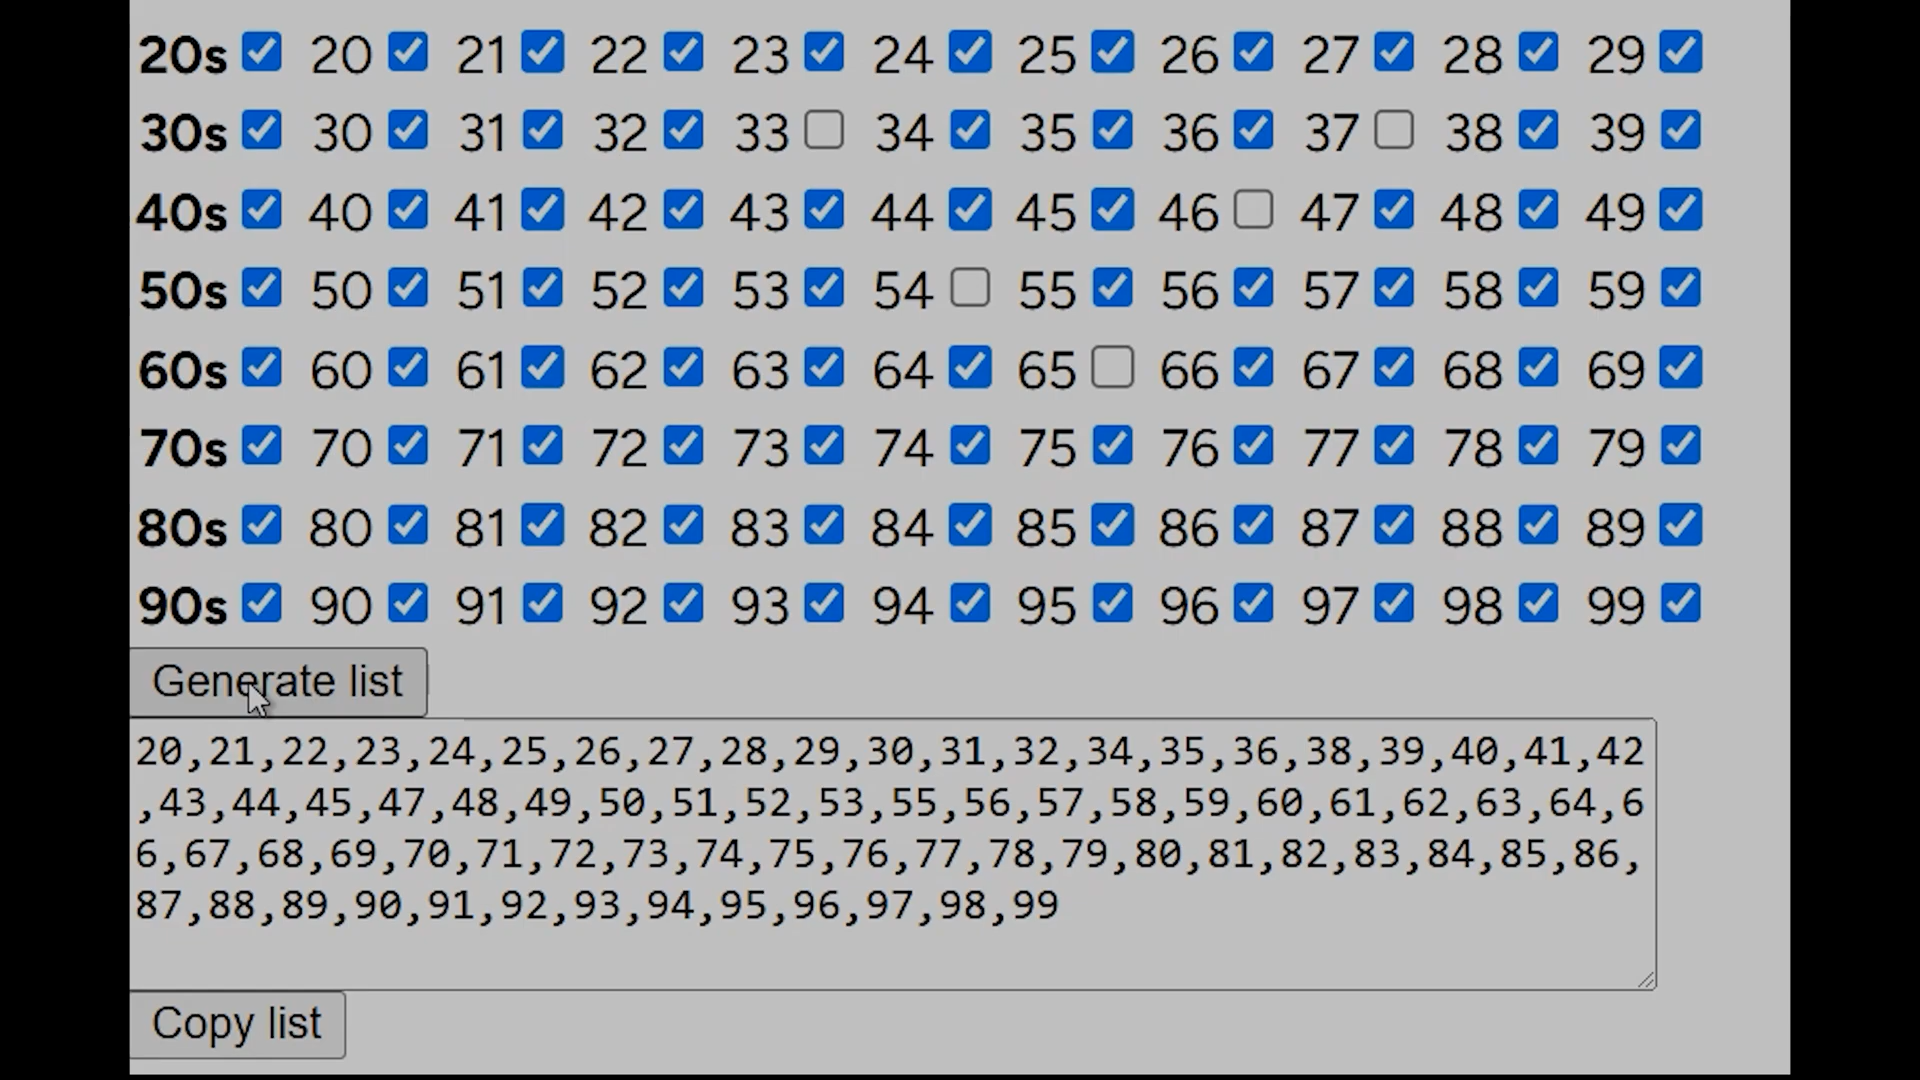 20s 20 21 22 23 24 25 26 27 28 29
30s 30 31 32 33 34 35 36 37 38 39
40s 40 41 42 43 44 45 46 47 48 49
50s 50 51 52 53 54 55 56 57 58 59
60s 60 61 62 63 64 65 66 67 68 69
70s 70 71 72 73 74 75 76 77 78 79
80s 80 81 82 83 84 85 86 87 88 89
90s 90 91 92 93 94 95 96 97 98 99
Generate list
20,21,22,23,24,25,26,27,28,29,30,31,32,34,35,36,38,39,40,41,42
,43,44,45,47,48,49,50,51,52,53,55,56,57,58,59,60,61,62,63,64,6
6,67,68,69,70,71,72,73,74,75,76,77,78,79,80,81,82,83,84,85,86,
87,88,89,90,91,92,93,94,95,96,97,98,99
Copy list